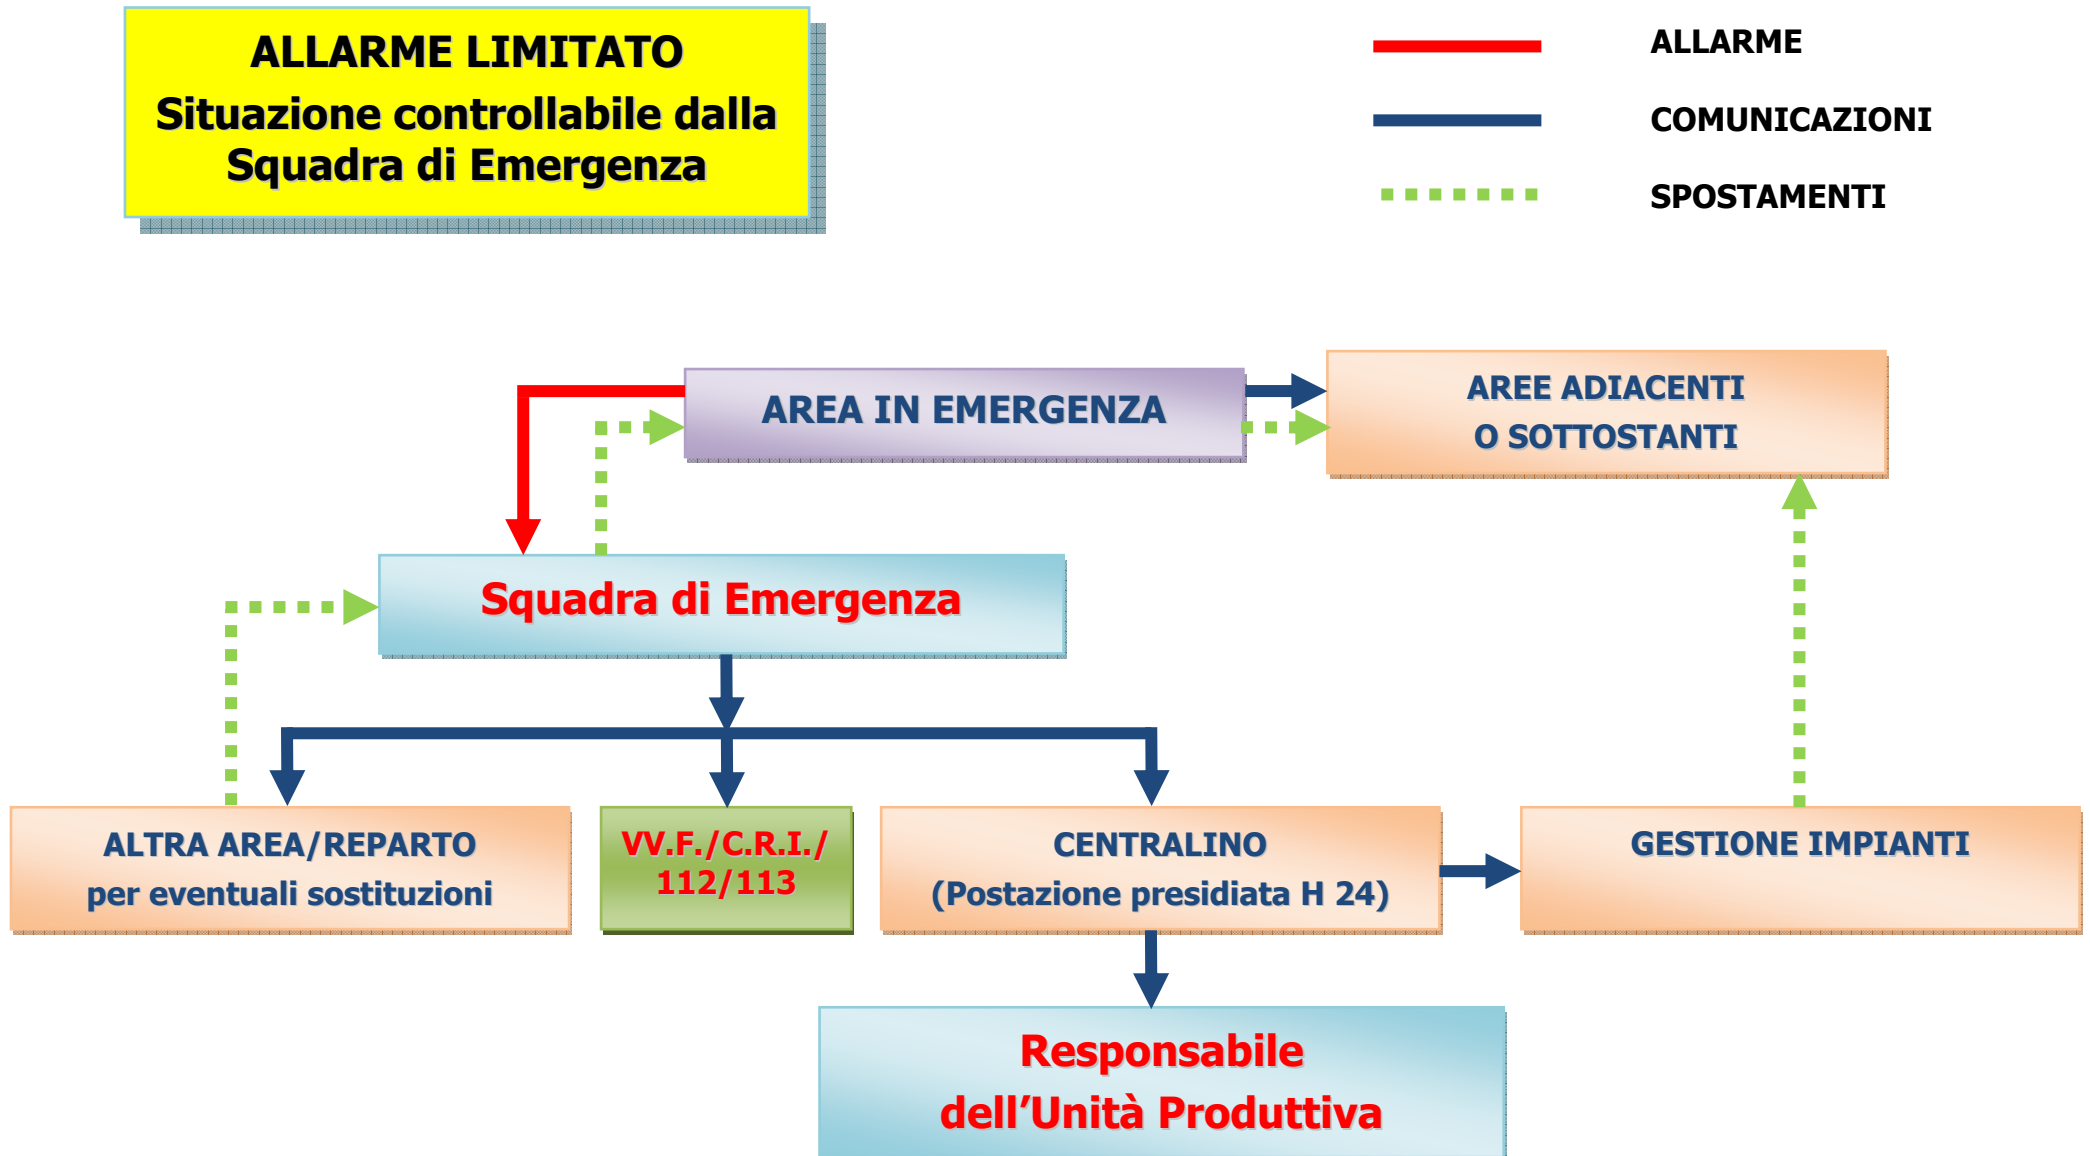 ALLARME LIMITATO
Situazione controllabile dalla
Squadra di Emergenza
ALLARME
COMUNICAZIONI
SPOSTAMENTI
AREA IN EMERGENZA
AREE ADIACENTI
O SOTTOSTANTI
Squadra di Emergenza
ALTRA AREA/REPARTO
per eventuali sostituzioni
VV.F./C.R.I./
112/113
CENTRALINO
(Postazione presidiata H 24)
GESTIONE IMPIANTI
Responsabile
dell’Unità Produttiva